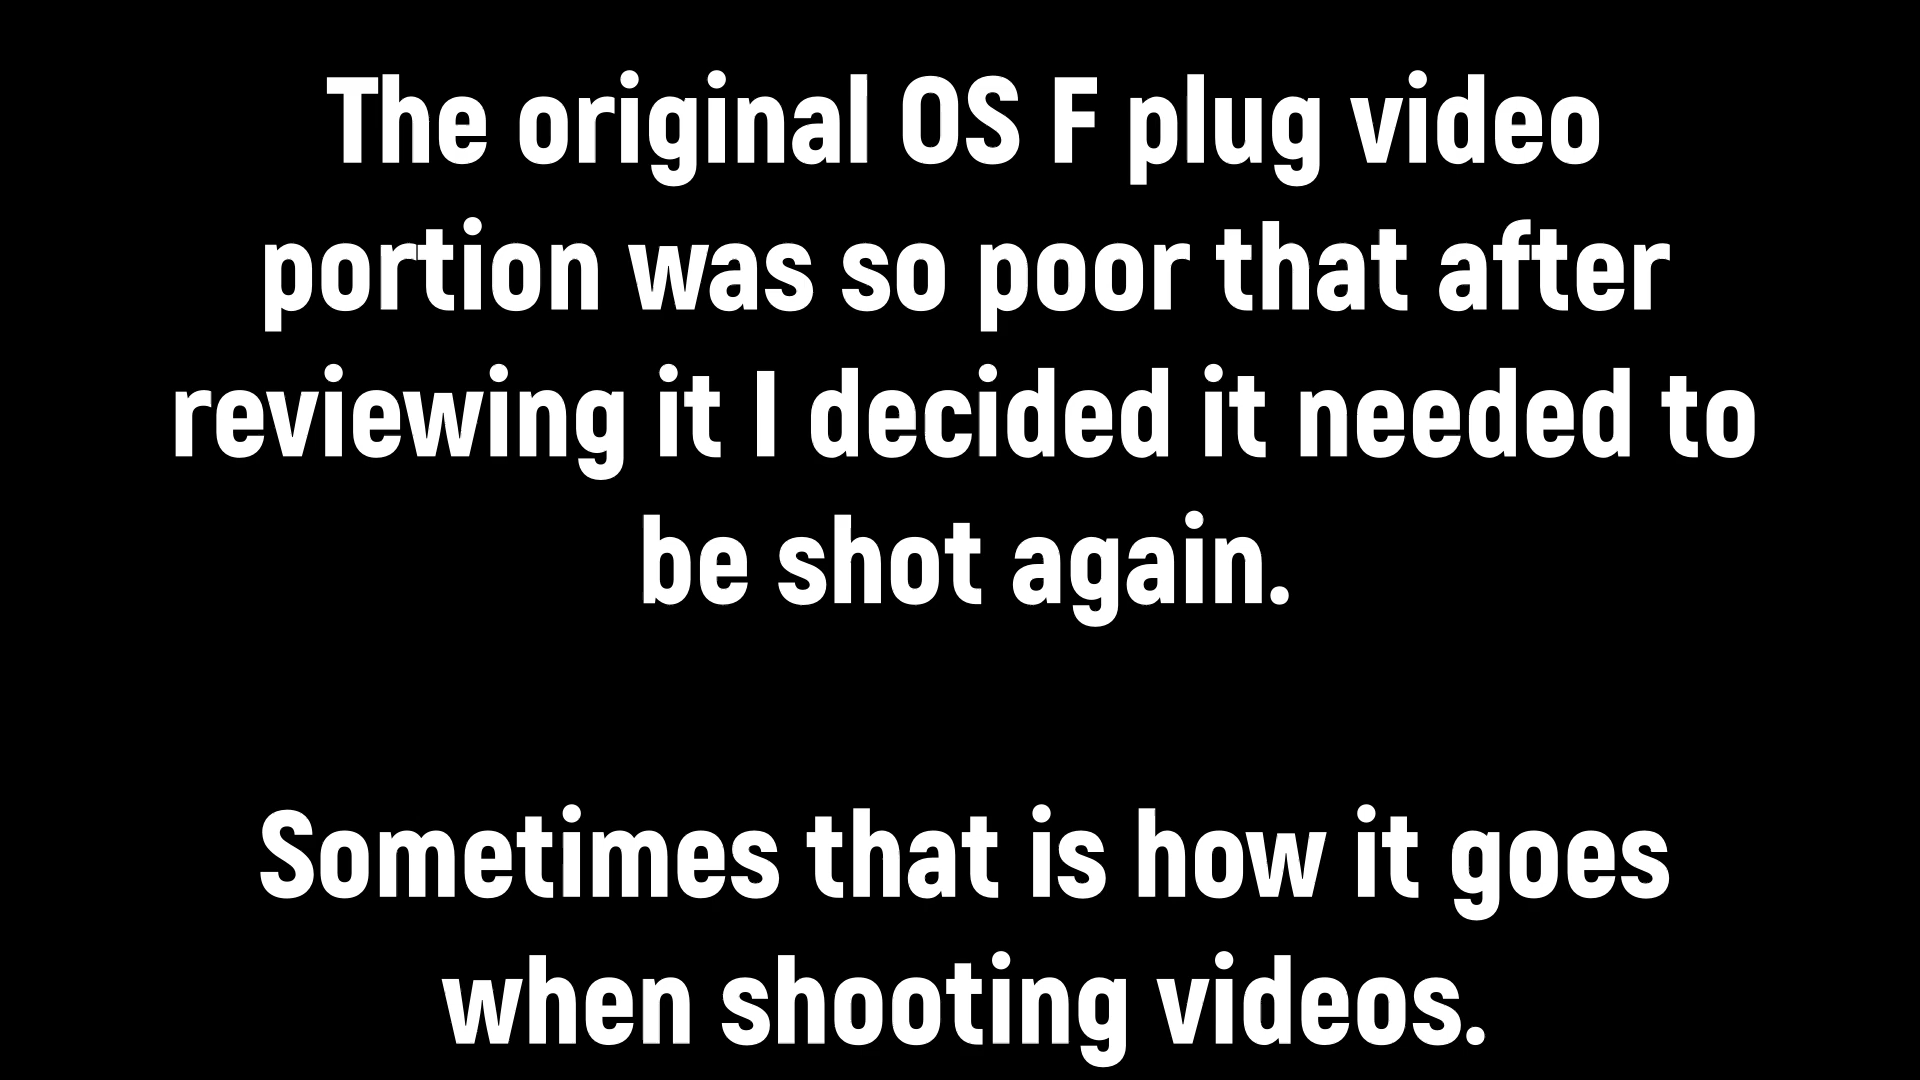 The original OS F plug video
portion was so poor that after
reviewing it I decided it needed to
be shot again.
Sometimes that is how it goes
when shooting videos.